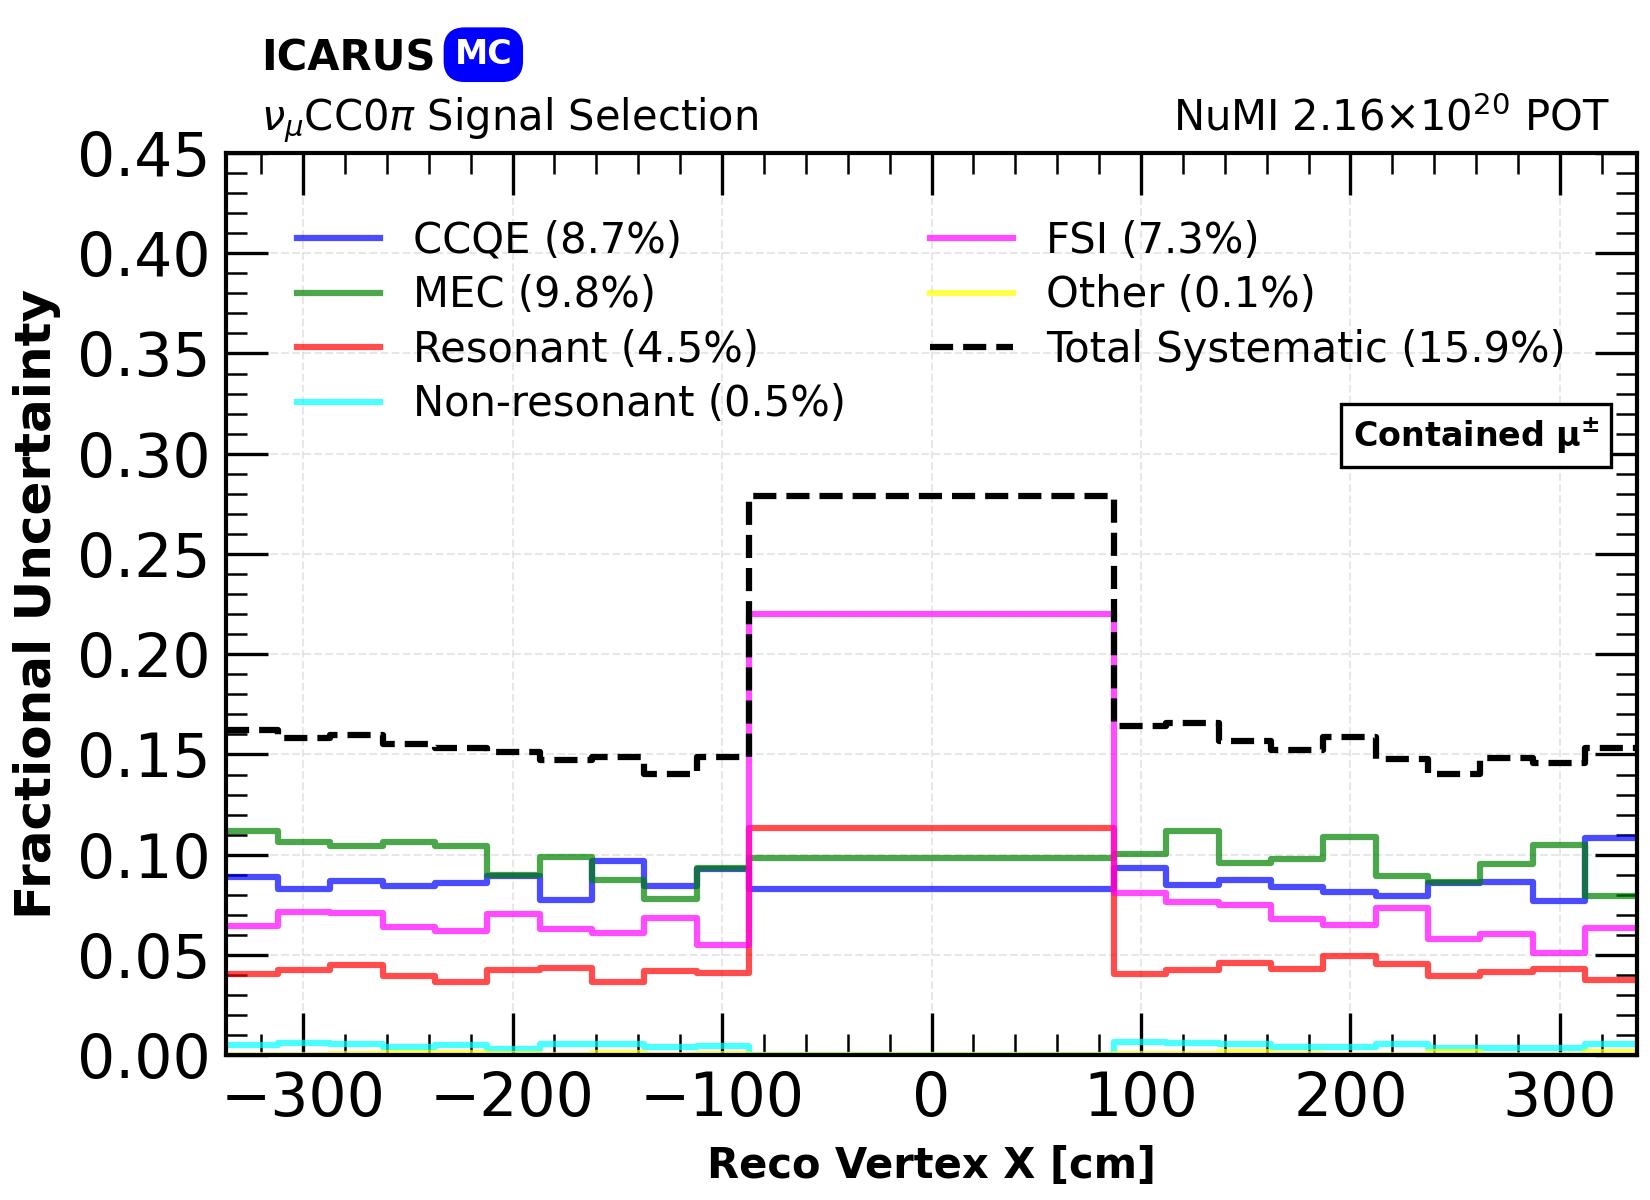 ICARUS MC
νμCC0π Signal Selection
NuMI 2.16×10²⁰ POT
0.45
0.40
0.35
0.30
0.25
0.20
0.15
0.10
0.05
0.00
Fractional Uncertainty
CCQE (8.7%)
MEC (9.8%)
Resonant (4.5%)
Non-resonant (0.5%)
FSI (7.3%)
Other (0.1%)
Total Systematic (15.9%)
Contained μ±
−300 −200 −100 0 100 200 300
Reco Vertex X [cm]